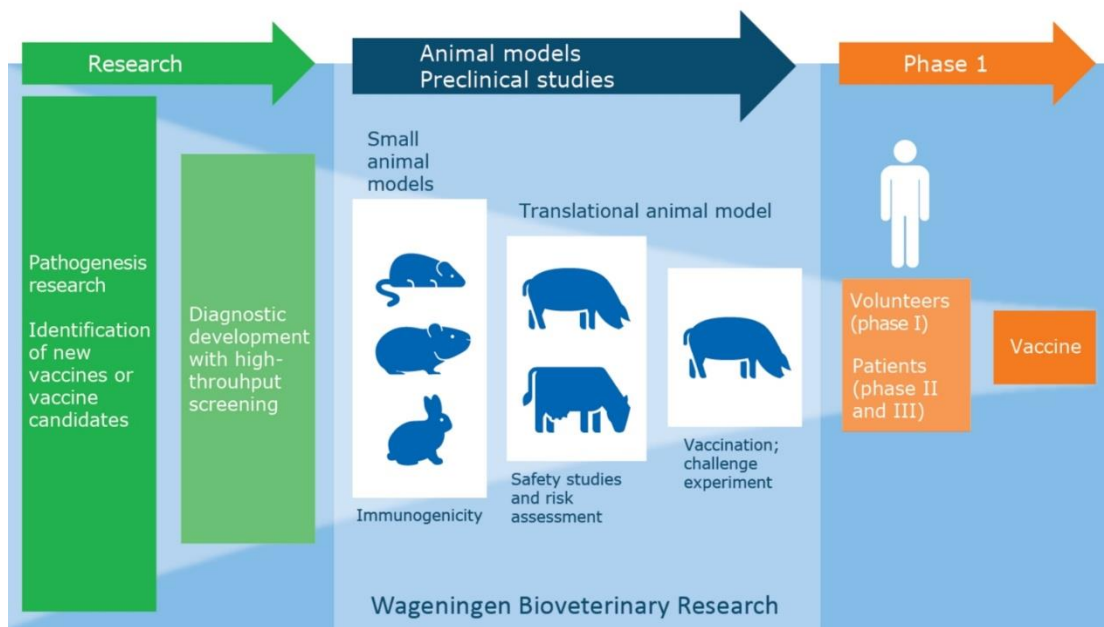 Research
Animal models
Preclinical studies
Phase 1
Pathogenesis
research
Identification
of new
vaccines or
vaccine
candidates
Diagnostic
development
with high-
throuhput
screening
Small
animal
models
Immunogenicity
Translational animal model
Safety studies
and risk
assessment
Vaccination;
challenge
experiment
Volunteers
(phase I)
Patients
(phase II
and III)
Vaccine
Wageningen Bioveterinary Research